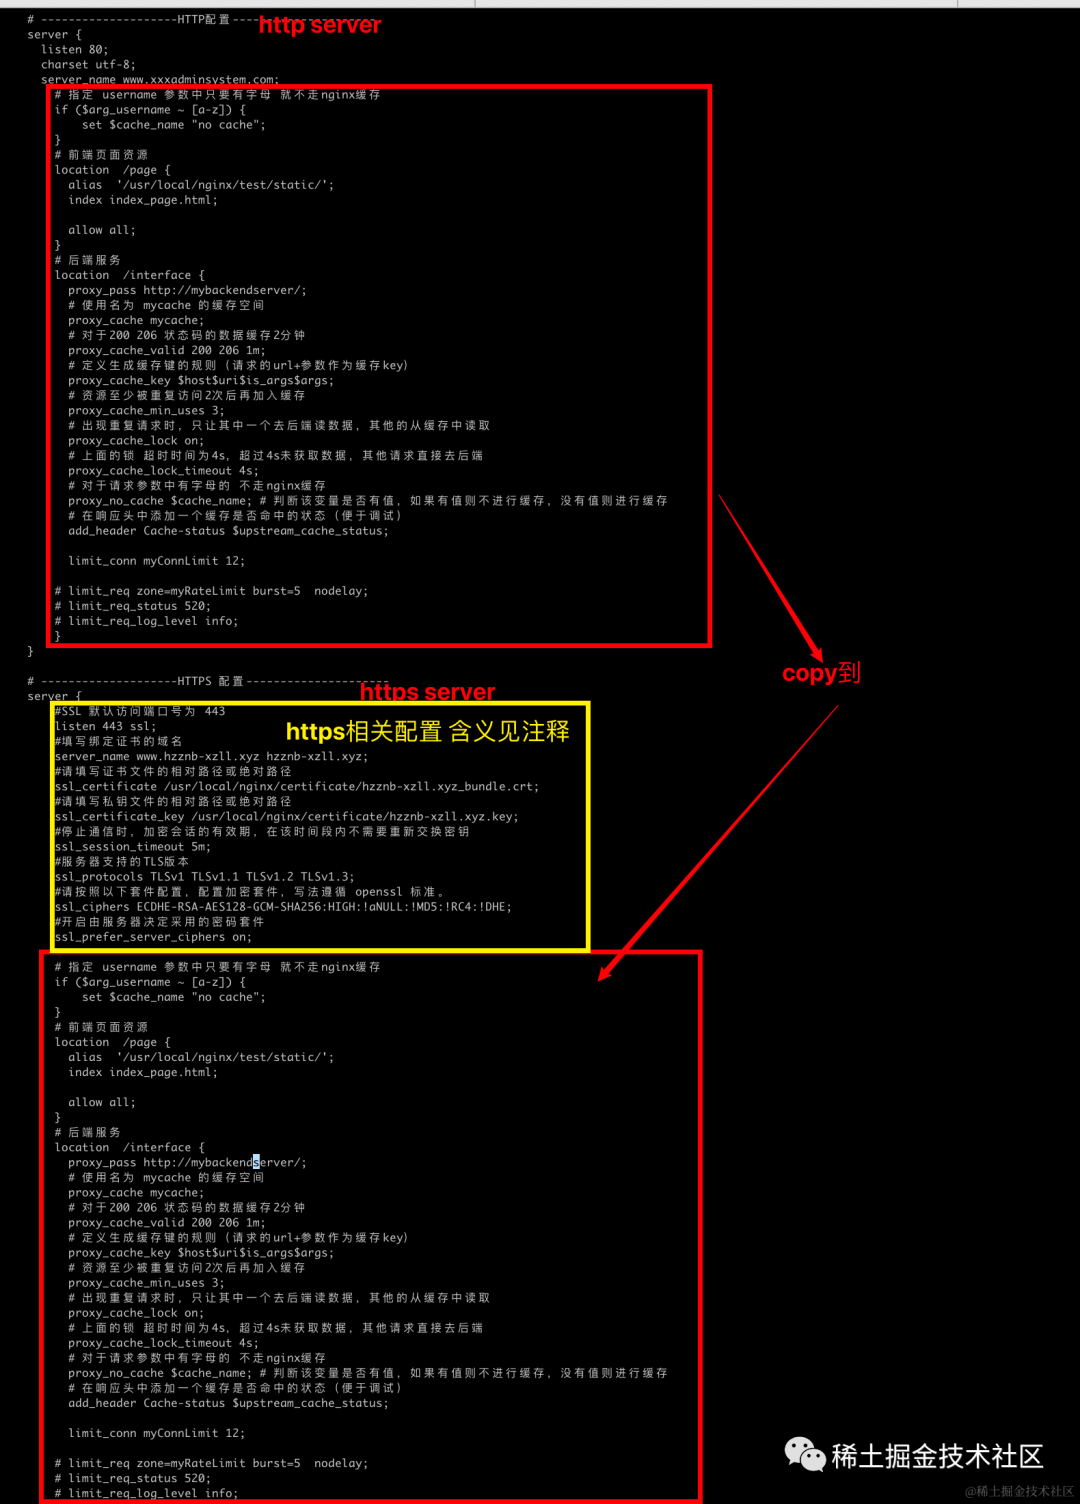 # --------------------HTTP配置--------------------
http server
server {
listen 80;
charset utf-8;
server_name www.xxxadminsystem.com;
# 指定 username 参数中只要有字母 就不走nginx缓存
if ($arg_username ~ [a-z]) {
set $cache_name "no cache";
}
# 前端页面资源
location  /page {
alias  '/usr/local/nginx/test/static/';
index index_page.html;
allow all;
}
# 后端服务
location  /interface {
proxy_pass http://mybackendserver/;
# 使用名为 mycache 的缓存空间
proxy_cache mycache;
# 对于200 206 状态码的数据缓存2分钟
proxy_cache_valid 200 206 1m;
# 定义生成缓存键的规则（请求的url+参数作为缓存key）
proxy_cache_key $host$uri$is_args$args;
# 资源至少被重复访问2次后再加入缓存
proxy_cache_min_uses 3;
# 出现重复请求时，只让其中一个去后端读数据，其他的从缓存中读取
proxy_cache_lock on;
# 上面的锁 超时时间为4s，超过4s未获取数据，其他请求直接去后端
proxy_cache_lock_timeout 4s;
# 对于请求参数中有字母的 不走nginx缓存
proxy_no_cache $cache_name; # 判断该变量是否有值，如果有值则不进行缓存，没有值则进行缓存
# 在响应头中添加一个缓存是否命中的状态（便于调试）
add_header Cache-status $upstream_cache_status;
limit_conn myConnLimit 12;
# limit_req zone=myRateLimit burst=5  nodelay;
# limit_req_status 520;
# limit_req_log_level info;
}
}
copy到
# --------------------HTTPS 配置---------------------
https server
server {
#SSL 默认访问端口号为 443
listen 443 ssl;
https相关配置 含义见注释
#填写绑定证书的域名
server_name www.hzznb-xzll.xyz hzznb-xzll.xyz;
#请填写证书文件的相对路径或绝对路径
ssl_certificate /usr/local/nginx/certificate/hzznb-xzll.xyz_bundle.crt;
#请填写私钥文件的相对路径或绝对路径
ssl_certificate_key /usr/local/nginx/certificate/hzznb-xzll.xyz.key;
#停止通信时，加密会话的有效期，在该时间段内不需要重新交换密钥
ssl_session_timeout 5m;
#服务器支持的TLS版本
ssl_protocols TLSv1 TLSv1.1 TLSv1.2 TLSv1.3;
#请按照以下套件配置，配置加密套件，写法遵循 openssl 标准。
ssl_ciphers ECDHE-RSA-AES128-GCM-SHA256:HIGH:!aNULL:!MD5:!RC4:!DHE;
#开启由服务器决定采用的密码套件
ssl_prefer_server_ciphers on;
# 指定 username 参数中只要有字母 就不走nginx缓存
if ($arg_username ~ [a-z]) {
set $cache_name "no cache";
}
# 前端页面资源
location  /page {
alias  '/usr/local/nginx/test/static/';
index index_page.html;
allow all;
}
# 后端服务
location  /interface {
proxy_pass http://mybackendserver/;
# 使用名为 mycache 的缓存空间
proxy_cache mycache;
# 对于200 206 状态码的数据缓存2分钟
proxy_cache_valid 200 206 1m;
# 定义生成缓存键的规则（请求的url+参数作为缓存key）
proxy_cache_key $host$uri$is_args$args;
# 资源至少被重复访问2次后再加入缓存
proxy_cache_min_uses 3;
# 出现重复请求时，只让其中一个去后端读数据，其他的从缓存中读取
proxy_cache_lock on;
# 上面的锁 超时时间为4s，超过4s未获取数据，其他请求直接去后端
proxy_cache_lock_timeout 4s;
# 对于请求参数中有字母的 不走nginx缓存
proxy_no_cache $cache_name; # 判断该变量是否有值，如果有值则不进行缓存，没有值则进行缓存
# 在响应头中添加一个缓存是否命中的状态（便于调试）
add_header Cache-status $upstream_cache_status;
limit_conn myConnLimit 12;
# limit_req zone=myRateLimit burst=5  nodelay;
# limit_req_status 520;
# limit_req_log_level info;
稀土掘金技术社区
@稀土掘金技术社区